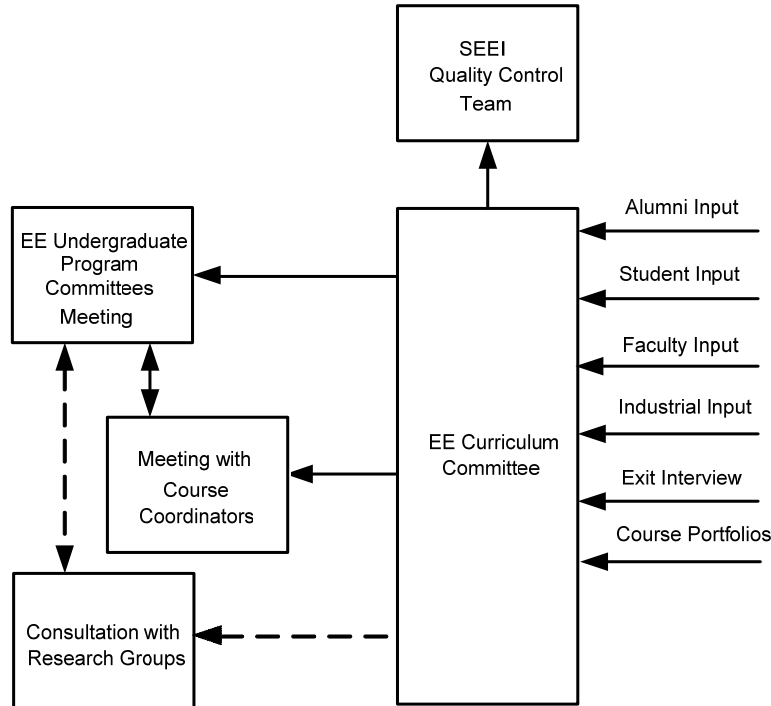 SEEI
Quality Control
Team
EE Undergraduate
Program
Committees
Meeting
Meeting with
Course
Coordinators
Consultation with
Research Groups
EE Curriculum
Committee
Alumni Input
Student Input
Faculty Input
Industrial Input
Exit Interview
Course Portfolios